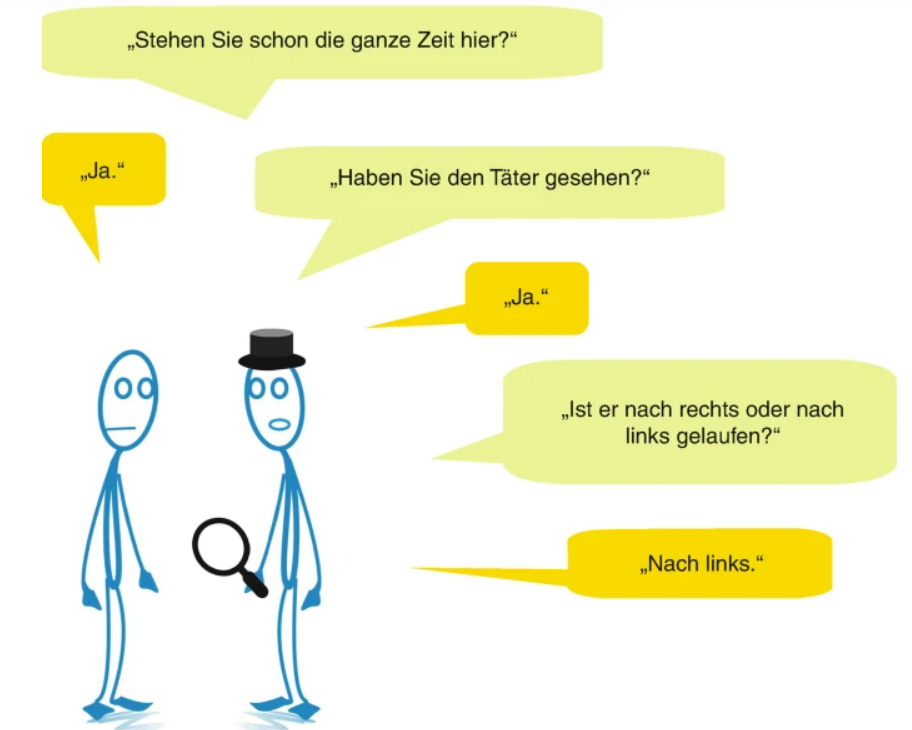 „Stehen Sie schon die ganze Zeit hier?“
„Ja.“
„Haben Sie den Täter gesehen?“
„Ja.“
„Ist er nach rechts oder nach
links gelaufen?“
„Nach links.“